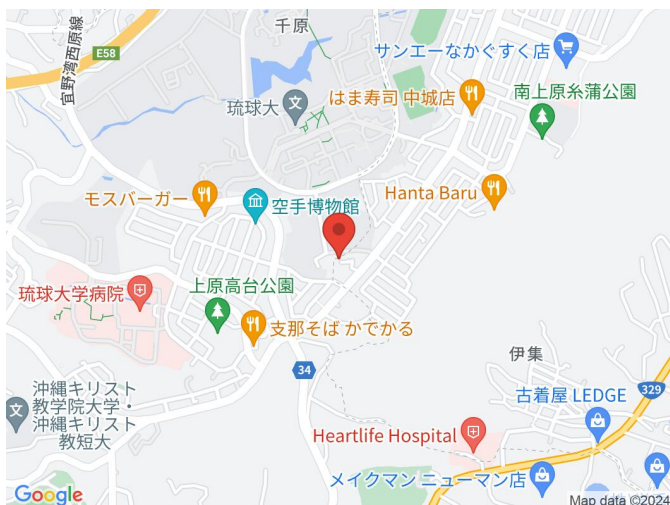 千原
E58
宜野湾西原線
サンエーなかぐすく店
琉球大
はま寿司 中城店
南上原糸蒲公園
モスバーガー
空手博物館
Hanta Baru
琉球大学病院
上原高台公園
支那そば かでかる
伊集
34
329
沖縄キリスト
教学院大学・
沖縄キリスト
教短大
古着屋 LEDGE
Heartlife Hospital
メイクマン ニューマン店
Google
Map data ©2024